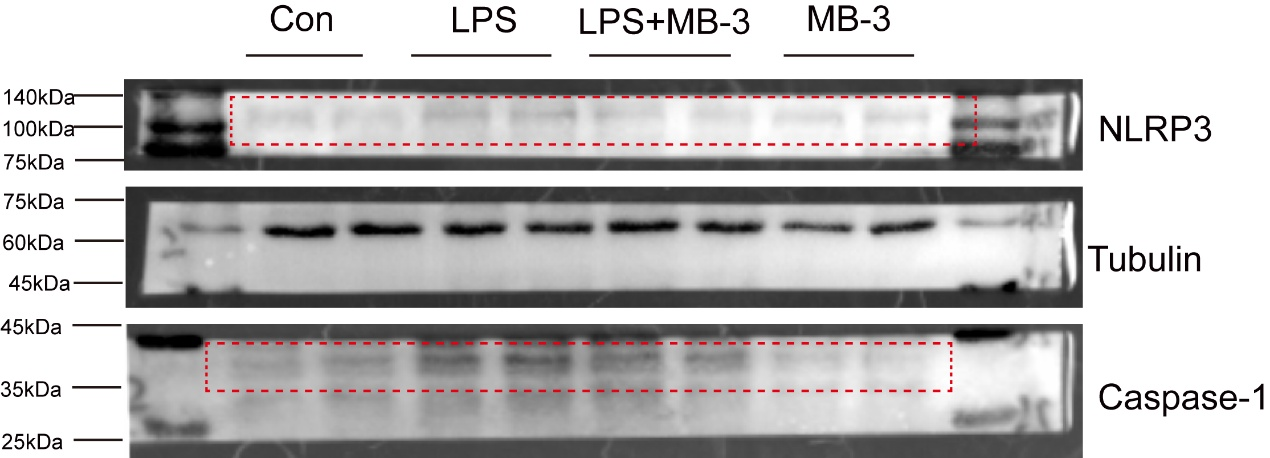 Con LPS LPS+MB-3 MB-3
140kDa
100kDa
75kDa
NLRP3
75kDa
60kDa
45kDa
Tubulin
45kDa
35kDa
25kDa
Caspase-1